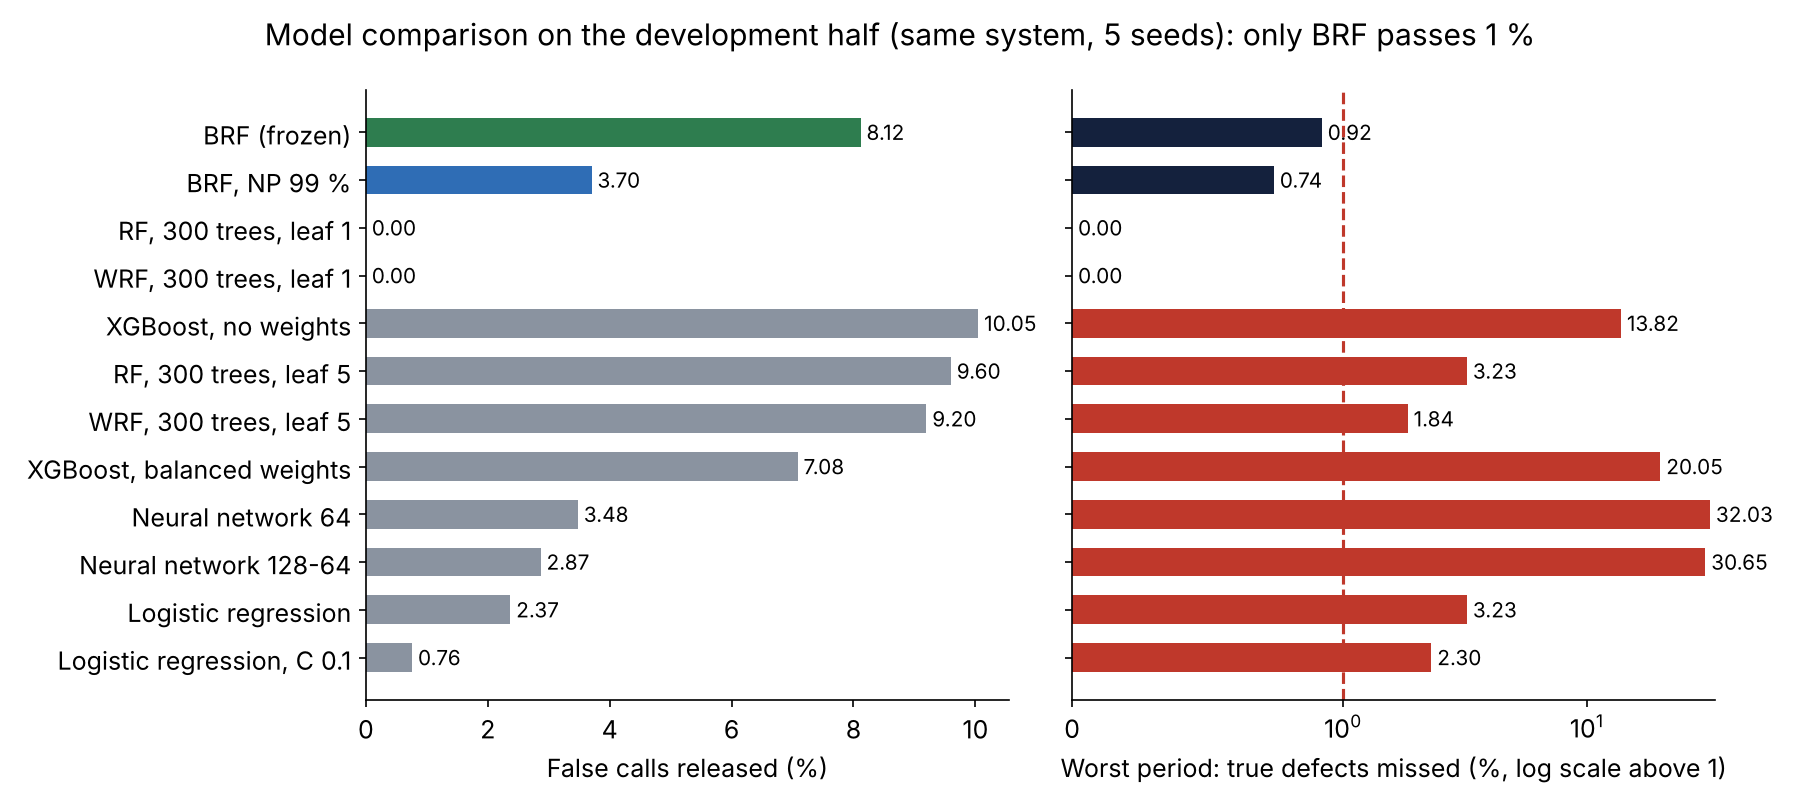 Model comparison on the development half (same system, 5 seeds): only BRF passes 1 %
BRF (frozen) 8.12 0.92
BRF, NP 99 % 3.70 0.74
RF, 300 trees, leaf 1 0.00 0.00
WRF, 300 trees, leaf 1 0.00 0.00
XGBoost, no weights 10.05 13.82
RF, 300 trees, leaf 5 9.60 3.23
WRF, 300 trees, leaf 5 9.20 1.84
XGBoost, balanced weights 7.08 20.05
Neural network 64 3.48 32.03
Neural network 128-64 2.87 30.65
Logistic regression 2.37 3.23
Logistic regression, C 0.1 0.76 2.30
0 2 4 6 8 10 0 10⁰ 10¹
False calls released (%) Worst period: true defects missed (%, log scale above 1)